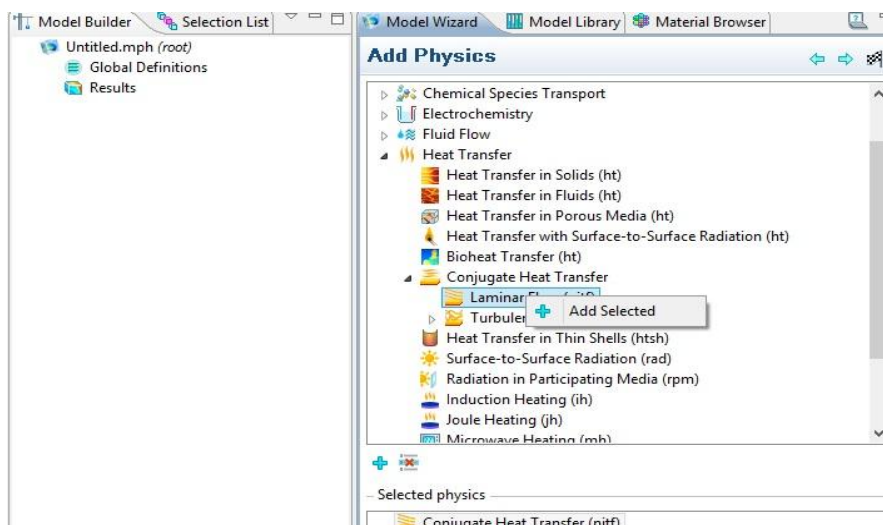 Model Builder
Selection List
Untitled.mph (root)
Global Definitions
Results
Model Wizard
Model Library
Material Browser
Add Physics
Chemical Species Transport
Electrochemistry
Fluid Flow
Heat Transfer
Heat Transfer in Solids (ht)
Heat Transfer in Fluids (ht)
Heat Transfer in Porous Media (ht)
Heat Transfer with Surface-to-Surface Radiation (ht)
Bioheat Transfer (ht)
Conjugate Heat Transfer
Laminar
Add Selected
Heat Transfer in Thin Shells (htsh)
Surface-to-Surface Radiation (rad)
Radiation in Participating Media (rpm)
Induction Heating (ih)
Joule Heating (jh)
Microwave Heating (mh)
Selected physics
Conjugate Heat Transfer (nitf)